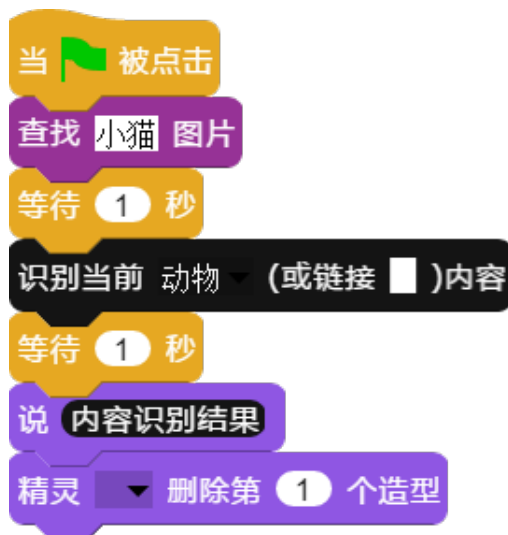 当 被点击
查找 小猫 图片
等待 1 秒
识别当前 动物 (或链接 )内容
等待 1 秒
说 内容识别结果
精灵 删除第 1 个造型